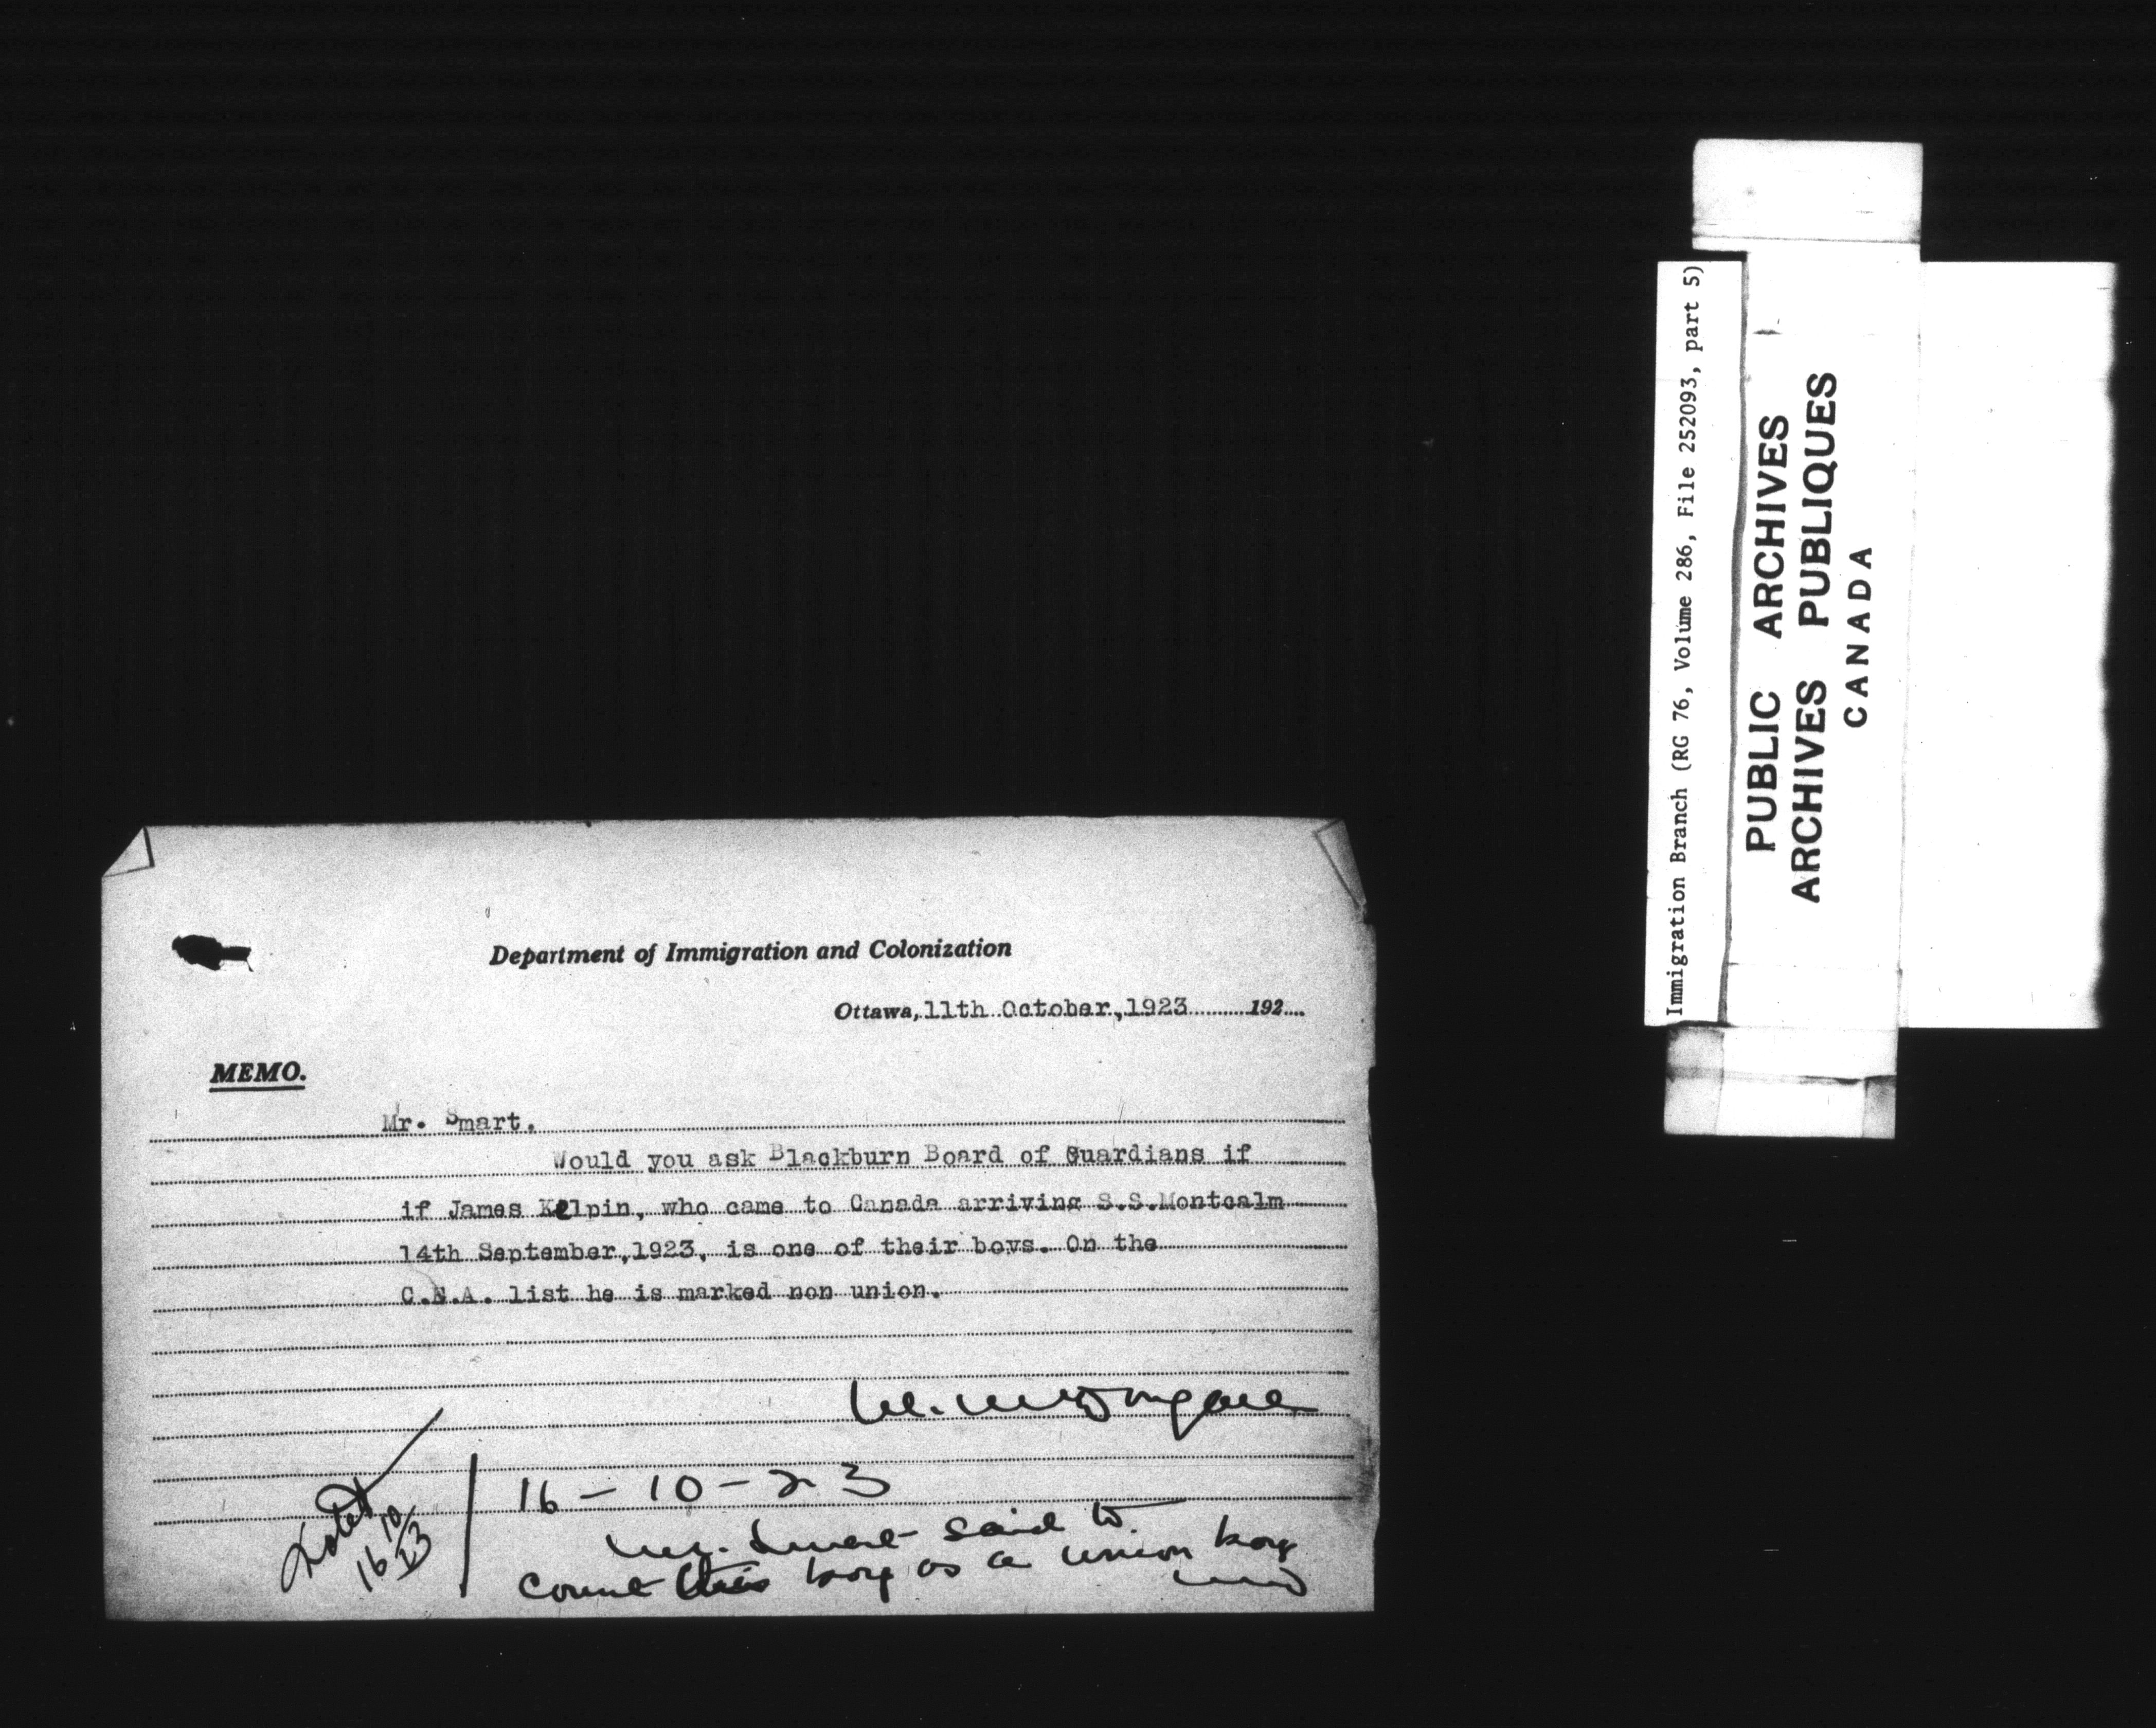 Department of Immigration and Colonization
Ottawa, 11th October, 1923 192
MEMO.
Mr. Smart.
Would you ask Blackburn Board of Guardians if
if James Kelpin, who came to Canada arriving S.S.Montcalm
14th September,1923, is one of their boys. On the
C.N.A. list he is marked non union.
Noted
16/10/23
16-10-23
Mr. Smart said to
count this boy as a union boy
Immigration Branch (RG 76, Volume 286, File 252093, part 5)
PUBLIC ARCHIVES
ARCHIVES PUBLIQUES
CANADA